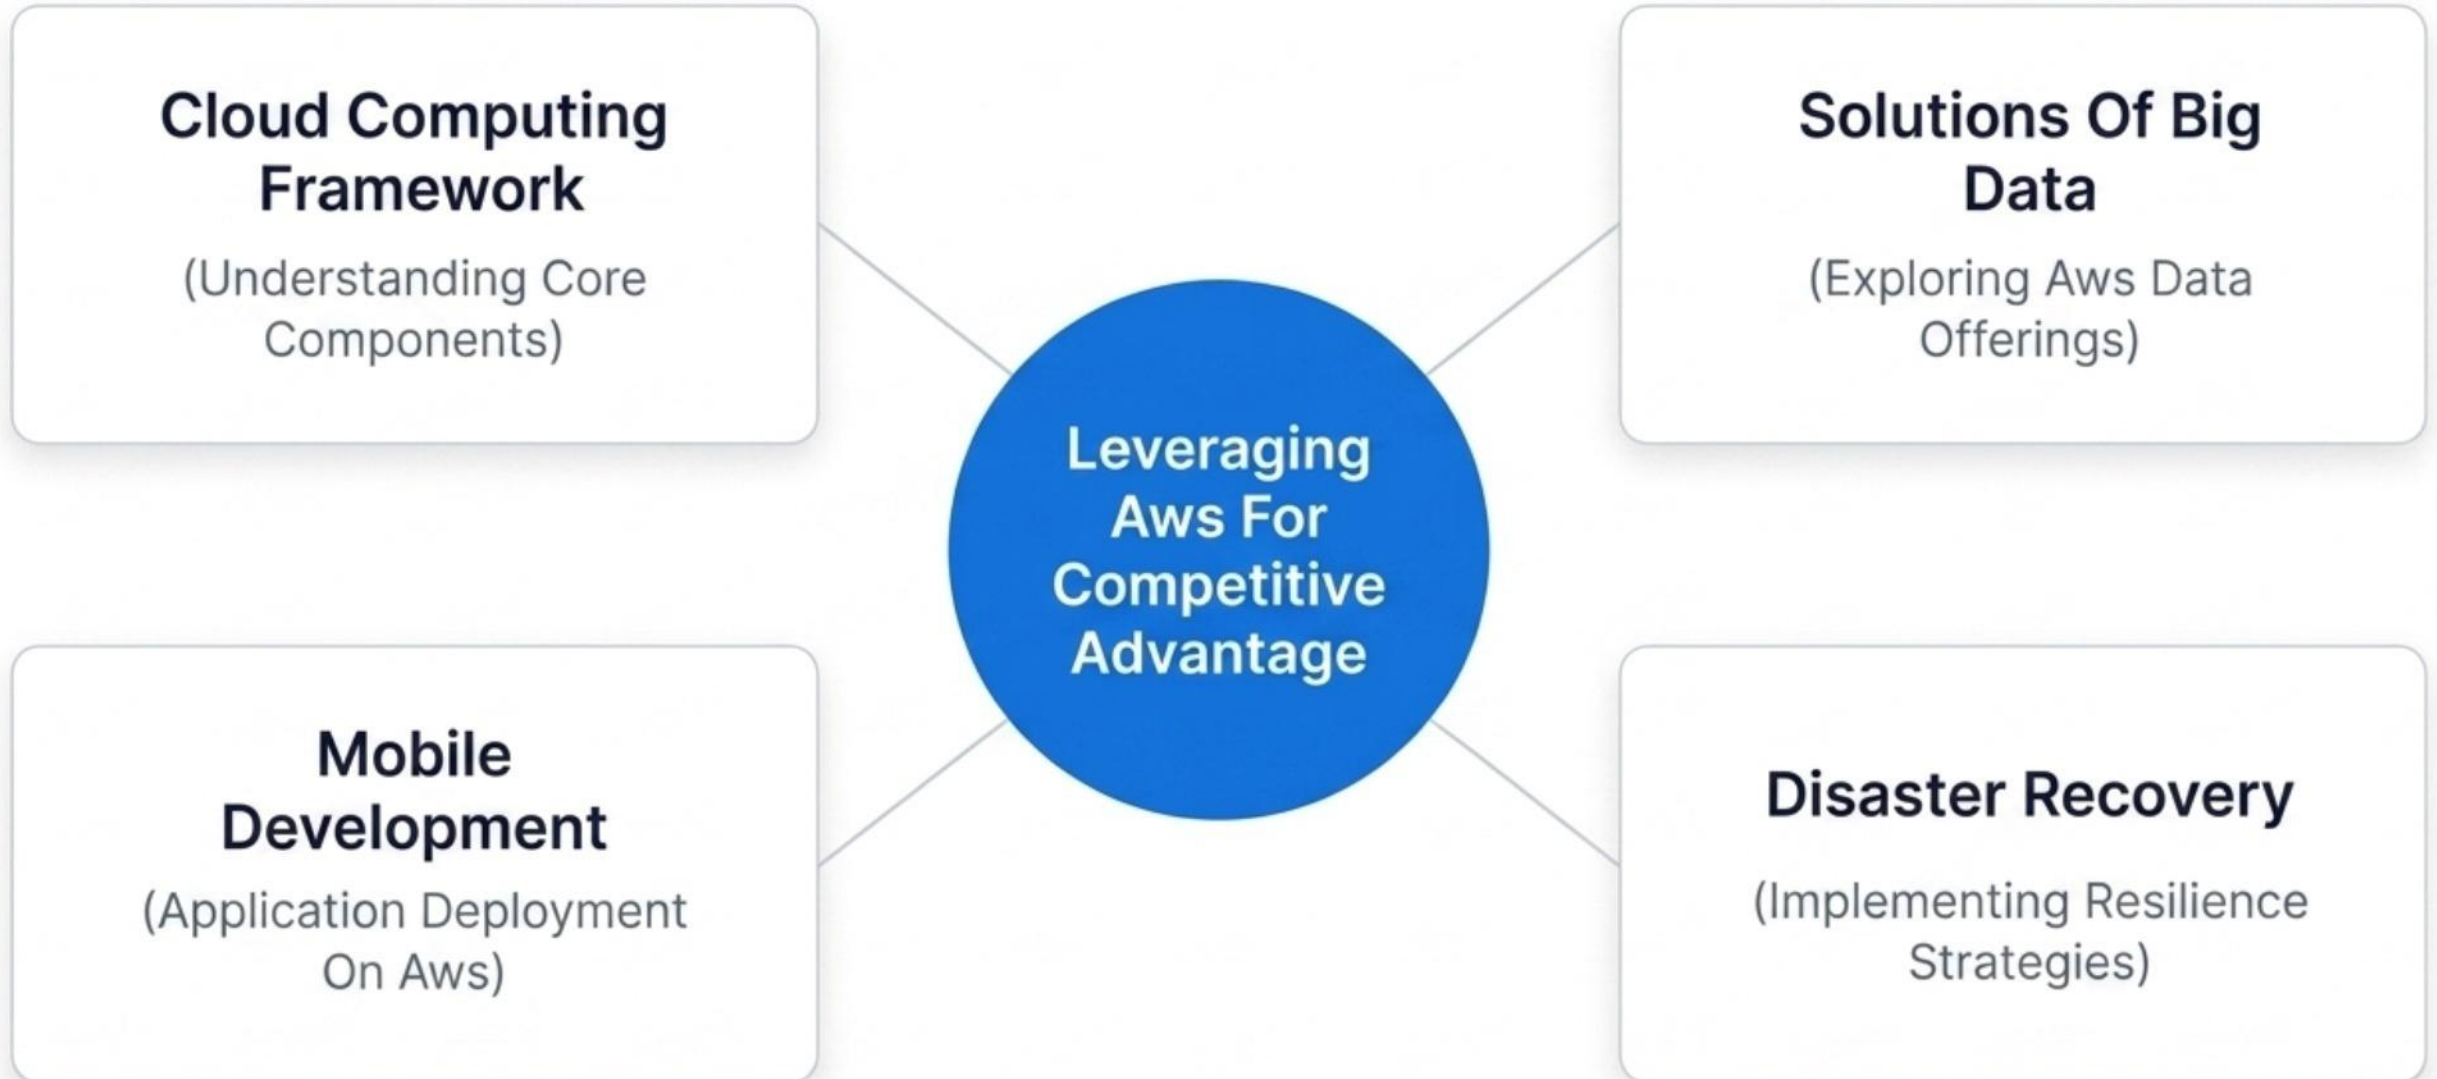 Cloud Computing
Framework
(Understanding Core
Components)
Solutions Of Big
Data
(Exploring Aws Data
Offerings)
Leveraging
Aws For
Competitive
Advantage
Mobile
Development
(Application Deployment
On Aws)
Disaster Recovery
(Implementing Resilience
Strategies)